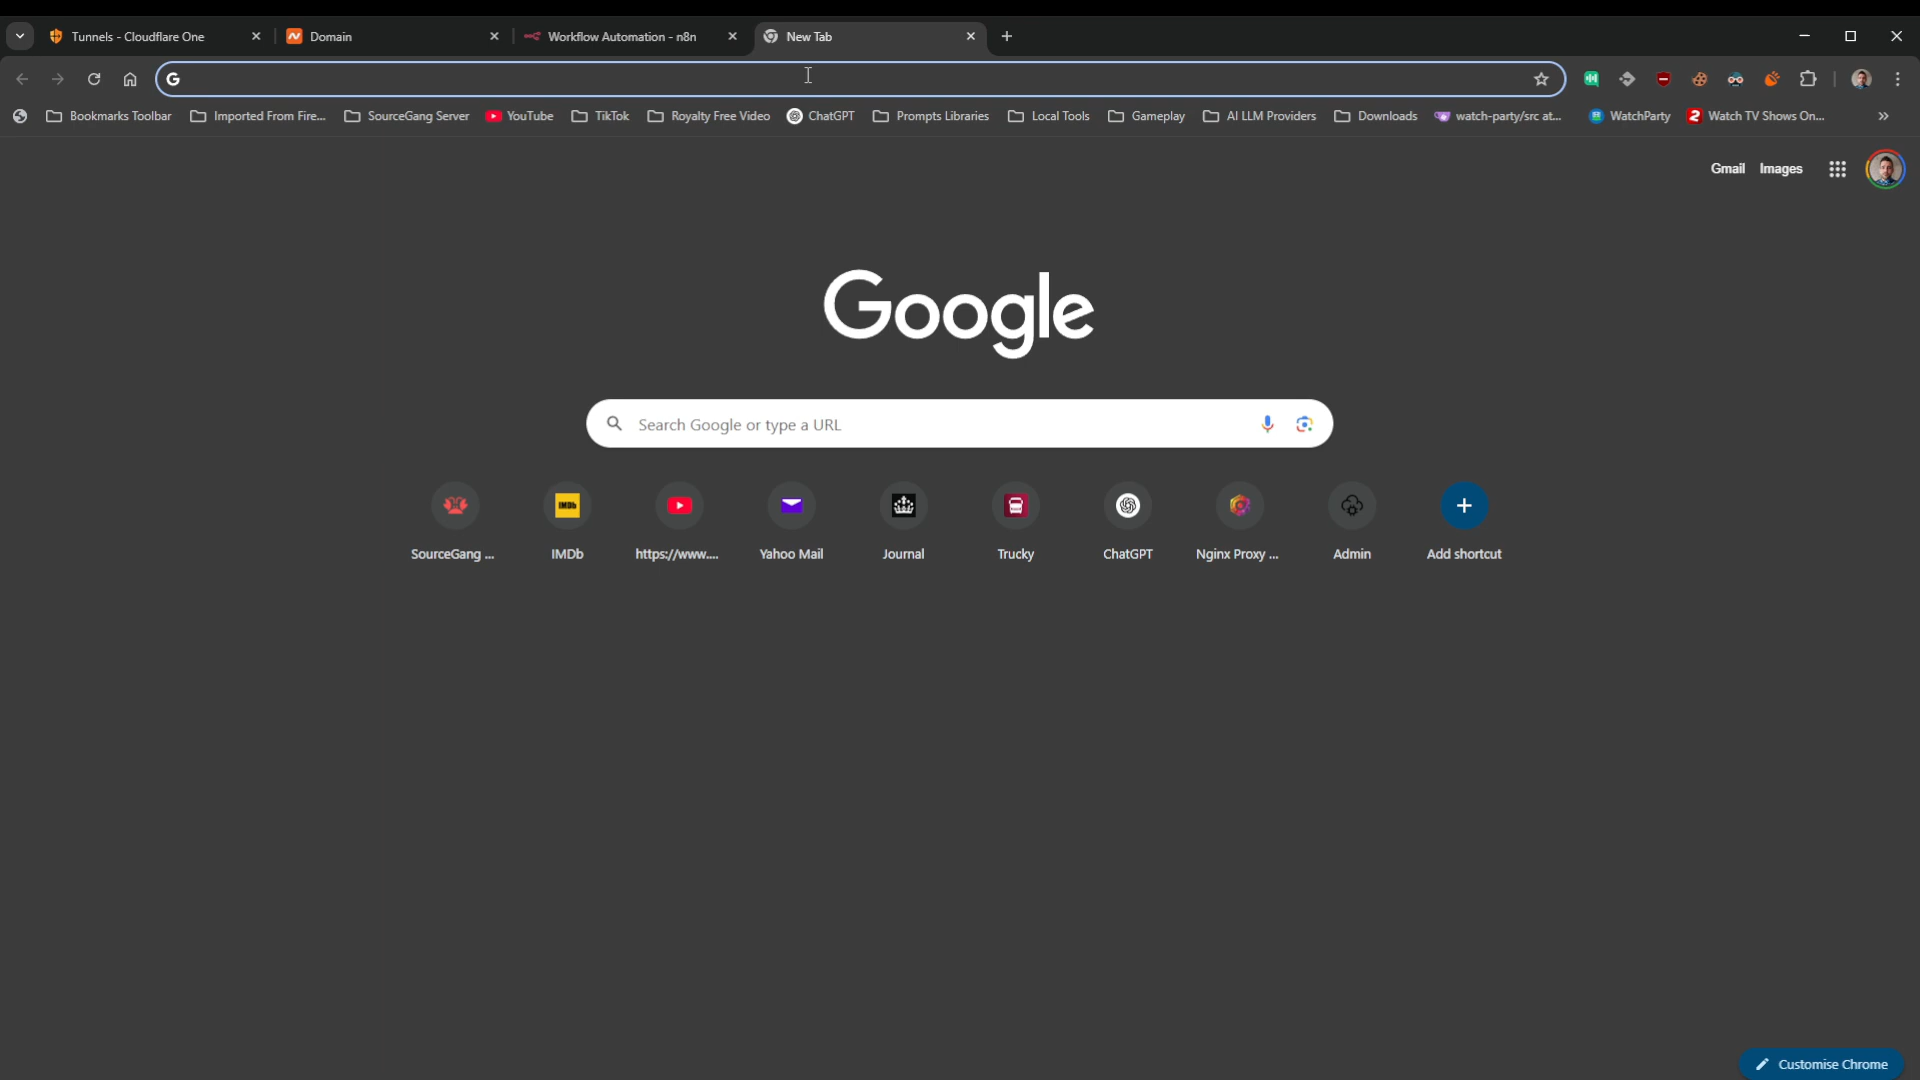 Tunnels - Cloudflare One
Domain
Workflow Automation - n8n
New Tab
Bookmarks Toolbar
Imported From Fire...
SourceGang Server
YouTube
TikTok
Royalty Free Video
ChatGPT
Prompts Libraries
Local Tools
Gameplay
AI LLM Providers
Downloads
watch-party/src at...
WatchParty
Watch TV Shows On...
Gmail
Images
Google
Search Google or type a URL
IMDb
SourceGang ...
IMDb
https://www....
Yahoo Mail
Journal
Trucky
ChatGPT
Nginx Proxy ...
Admin
Add shortcut
Customise Chrome